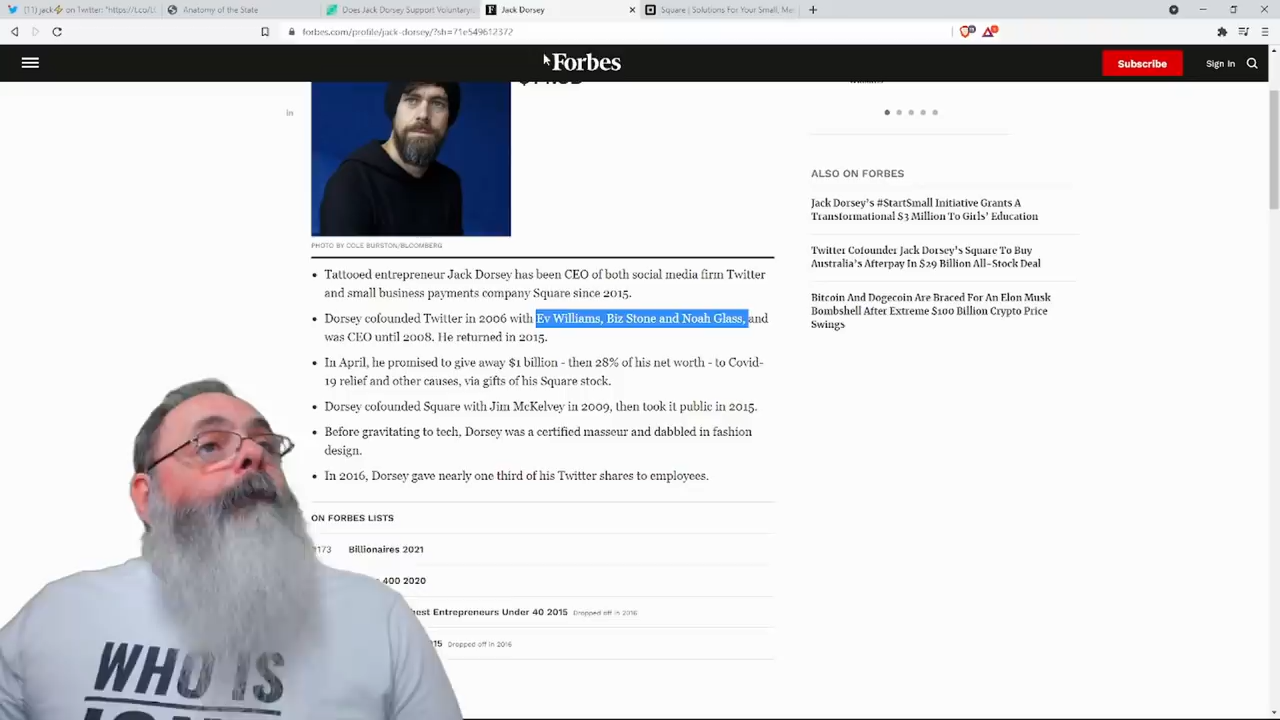 (11) jack⚡ on Twitter: "https://t.co/Li
Anatomy of the State
Does Jack Dorsey Support Voluntary
Jack Dorsey
Square | Solutions For Your Small, Me
forbes.com/profile/jack-dorsey/?sh=71e549612372
Forbes
Subscribe
Sign In
in
PHOTO BY COLE BURSTON/BLOOMBERG
• Tattooed entrepreneur Jack Dorsey has been CEO of both social media firm Twitter
and small business payments company Square since 2015.
• Dorsey cofounded Twitter in 2006 with Ev Williams, Biz Stone and Noah Glass, and
was CEO until 2008. He returned in 2015.
• In April, he promised to give away $1 billion - then 28% of his net worth - to Covid-
19 relief and other causes, via gifts of his Square stock.
• Dorsey cofounded Square with Jim McKelvey in 2009, then took it public in 2015.
• Before gravitating to tech, Dorsey was a certified masseur and dabbled in fashion
design.
• In 2016, Dorsey gave nearly one third of his Twitter shares to employees.
ON FORBES LISTS
#173 Billionaires 2021
400 2020
Entrepreneurs Under 40 2015 Dropped off in 2016
Dropped off in 2016
ALSO ON FORBES
Jack Dorsey's #StartSmall Initiative Grants A
Transformational $3 Million To Girls' Education
Twitter Cofounder Jack Dorsey's Square To Buy
Australia's Afterpay In $29 Billion All-Stock Deal
Bitcoin And Dogecoin Are Braced For An Elon Musk
Bombshell After Extreme $100 Billion Crypto Price
Swings
WHO IS